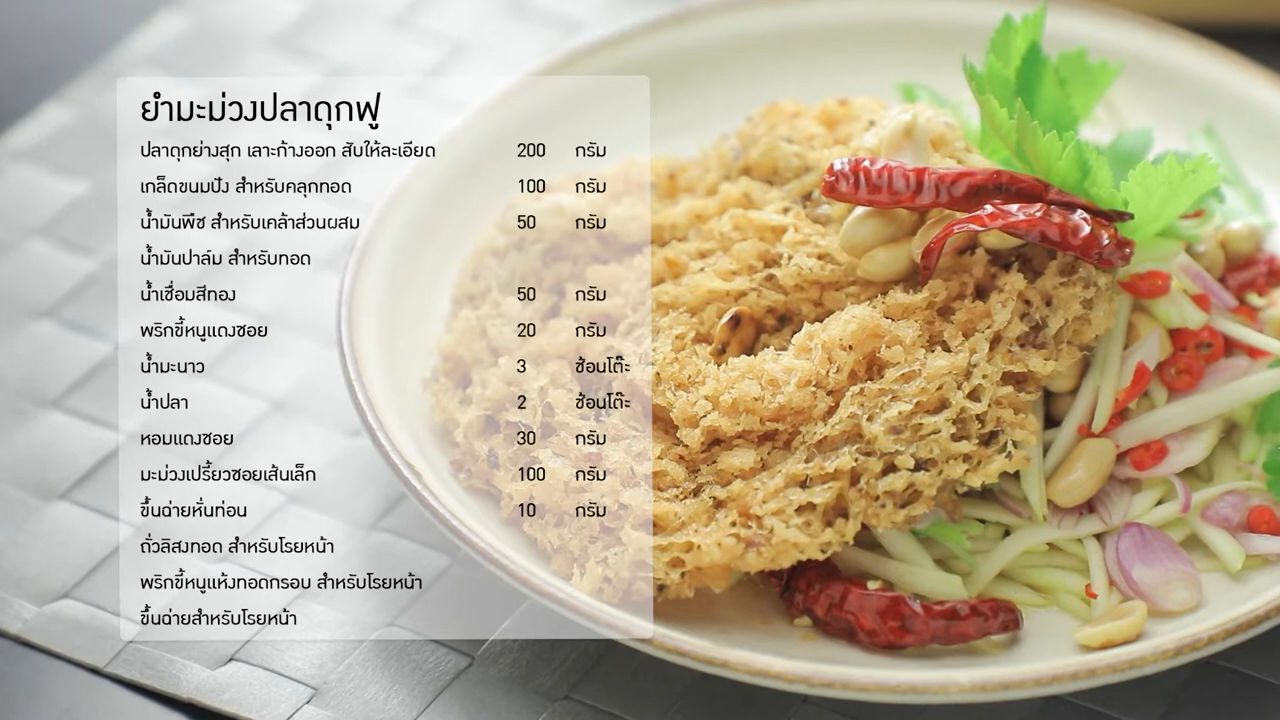 ยำมะม่วงปลาดุกฟู
ปลาดุกย่างสุก เลาะก้างออก สับให้ละเอียด 200 กรัม
เกล็ดขนมปัง สำหรับคลุกทอด 100 กรัม
น้ำมันพืช สำหรับเคล้าส่วนผสม 50 กรัม
น้ำมันปาล์ม สำหรับทอด
น้ำเชื่อมสีทอง 50 กรัม
พริกขี้หนูแดงซอย 20 กรัม
น้ำมะนาว 3 ช้อนโต๊ะ
น้ำปลา 2 ช้อนโต๊ะ
หอมแดงซอย 30 กรัม
มะม่วงเปรี้ยวซอยเส้นเล็ก 100 กรัม
ขึ้นฉ่ายหั่นท่อน 10 กรัม
ถั่วลิสงทอด สำหรับโรยหน้า
พริกขี้หนูแห้งทอดกรอบ สำหรับโรยหน้า
ขึ้นฉ่ายสำหรับโรยหน้า